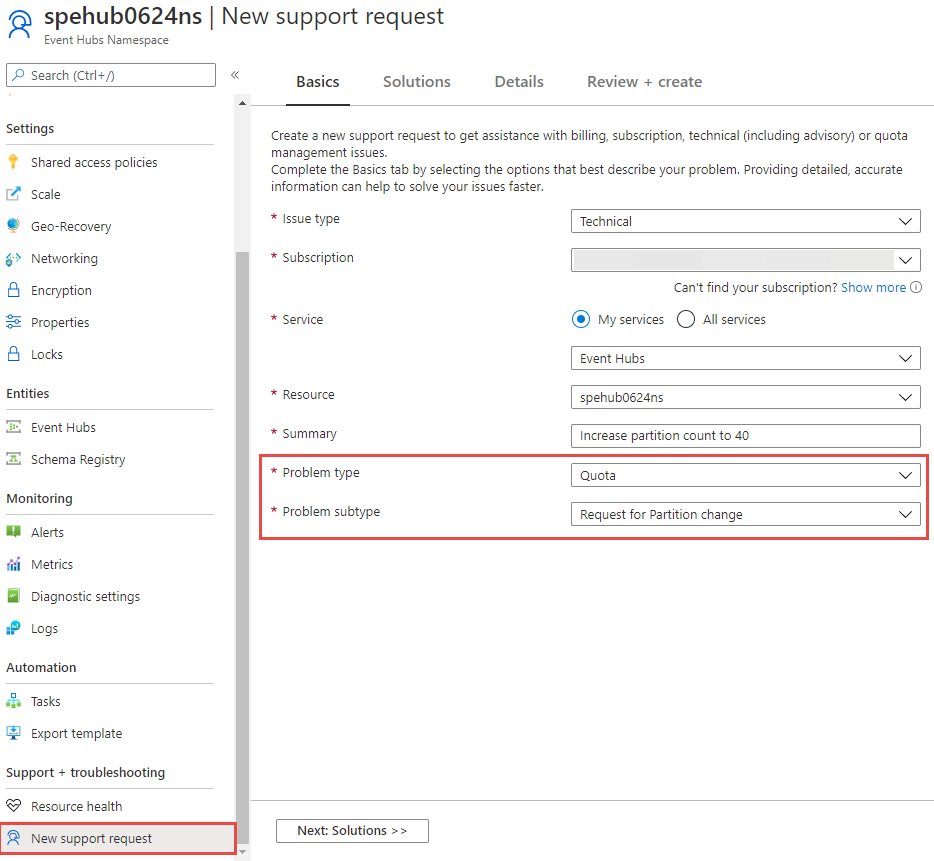 spehub0624ns | New support request
Event Hubs Namespace
Search (Ctrl+/)
«
Settings
Shared access policies
Scale
Geo-Recovery
Networking
Encryption
Properties
Locks
Entities
Event Hubs
Schema Registry
Monitoring
Alerts
Metrics
Diagnostic settings
Logs
Automation
Tasks
Export template
Support + troubleshooting
Resource health
New support request
Basics Solutions Details Review + create
Create a new support request to get assistance with billing, subscription, technical (including advisory) or quota
management issues.
Complete the Basics tab by selecting the options that best describe your problem. Providing detailed, accurate
information can help to solve your issues faster.
* Issue type Technical
* Subscription
Can't find your subscription? Show more
* Service My services All services
Event Hubs
* Resource spehub0624ns
* Summary Increase partition count to 40
* Problem type Quota
* Problem subtype Request for Partition change
Next: Solutions >>